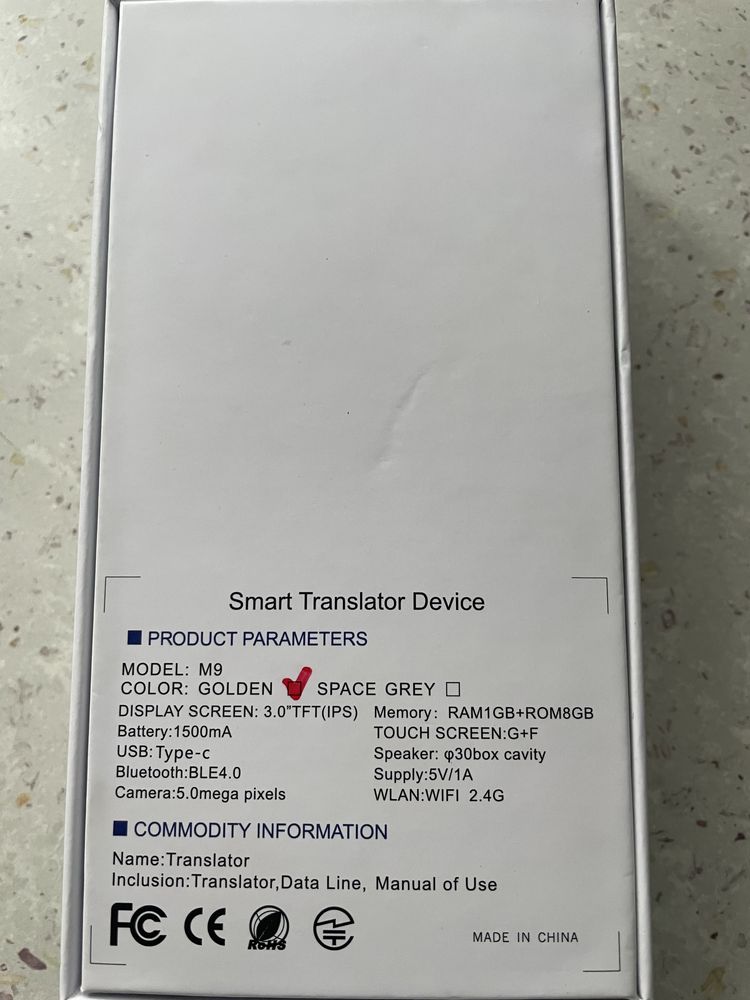 Smart Translator Device
PRODUCT PARAMETERS
MODEL: M9
COLOR: GOLDEN SPACE GREY
DISPLAY SCREEN: 3.0”TFT(IPS) Memory: RAM1GB+ROM8GB
Battery:1500mA TOUCH SCREEN:G+F
USB:Type-c Speaker: φ30box cavity
Bluetooth:BLE4.0 Supply:5V/1A
Camera:5.0mega pixels WLAN:WIFI 2.4G
COMMODITY INFORMATION
Name:Translator
Inclusion:Translator,Data Line, Manual of Use
FC CE RoHS MADE IN CHINA